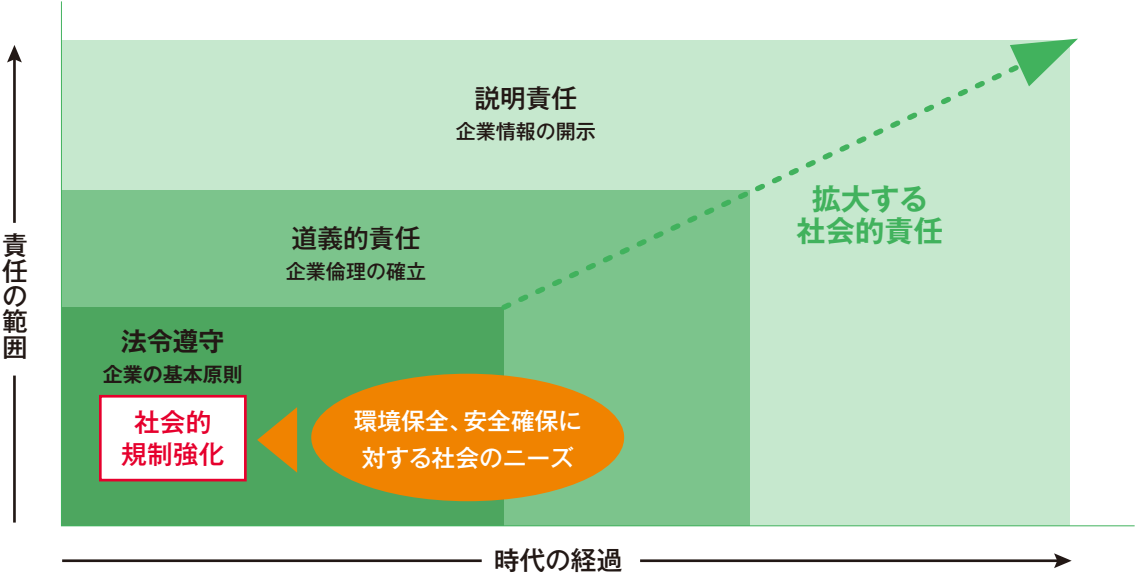 説明責任
企業情報の開示
拡大する
社会的責任
道義的責任
企業倫理の確立
責任の範囲
法令遵守
企業の基本原則
社会的
規制強化
環境保全、安全確保に
対する社会のニーズ
時代の経過